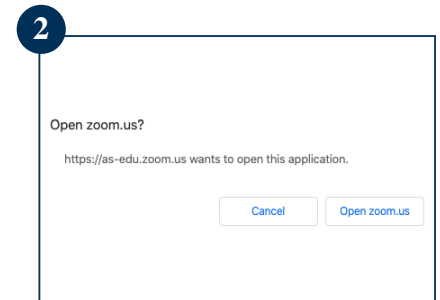 2
Open zoom.us?
https://as-edu.zoom.us wants to open this application.
Cancel
Open zoom.us